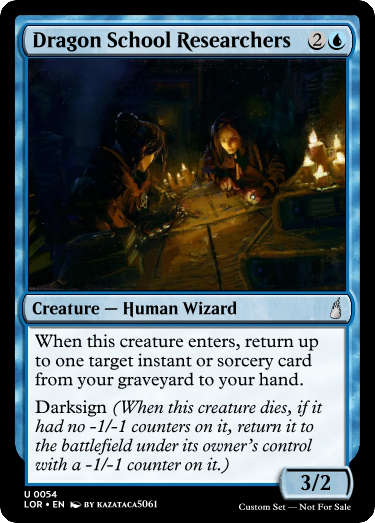 Dragon School Researchers 2
Creature — Human Wizard
When this creature enters, return up
to one target instant or sorcery card
from your graveyard to your hand.
Darksign (When this creature dies, if it
had no -1/-1 counters on it, return it to
the battlefield under its owner's control
with a -1/-1 counter on it.)
3/2
U 0054
LOR • EN BY KAZATACA5061
Custom Set — Not For Sale